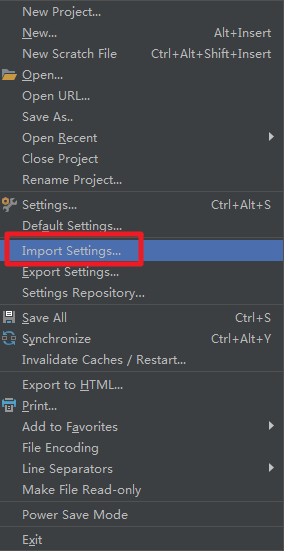 New Project...
New... Alt+Insert
New Scratch File Ctrl+Alt+Shift+Insert
Open...
Open URL...
Save As..
Open Recent
Close Project
Rename Project...
Settings... Ctrl+Alt+S
Default Settings...
Import Settings...
Export Settings...
Settings Repository...
Save All Ctrl+S
Synchronize Ctrl+Alt+Y
Invalidate Caches / Restart...
Export to HTML...
Print...
Add to Favorites
File Encoding
Line Separators
Make File Read-only
Power Save Mode
Exit